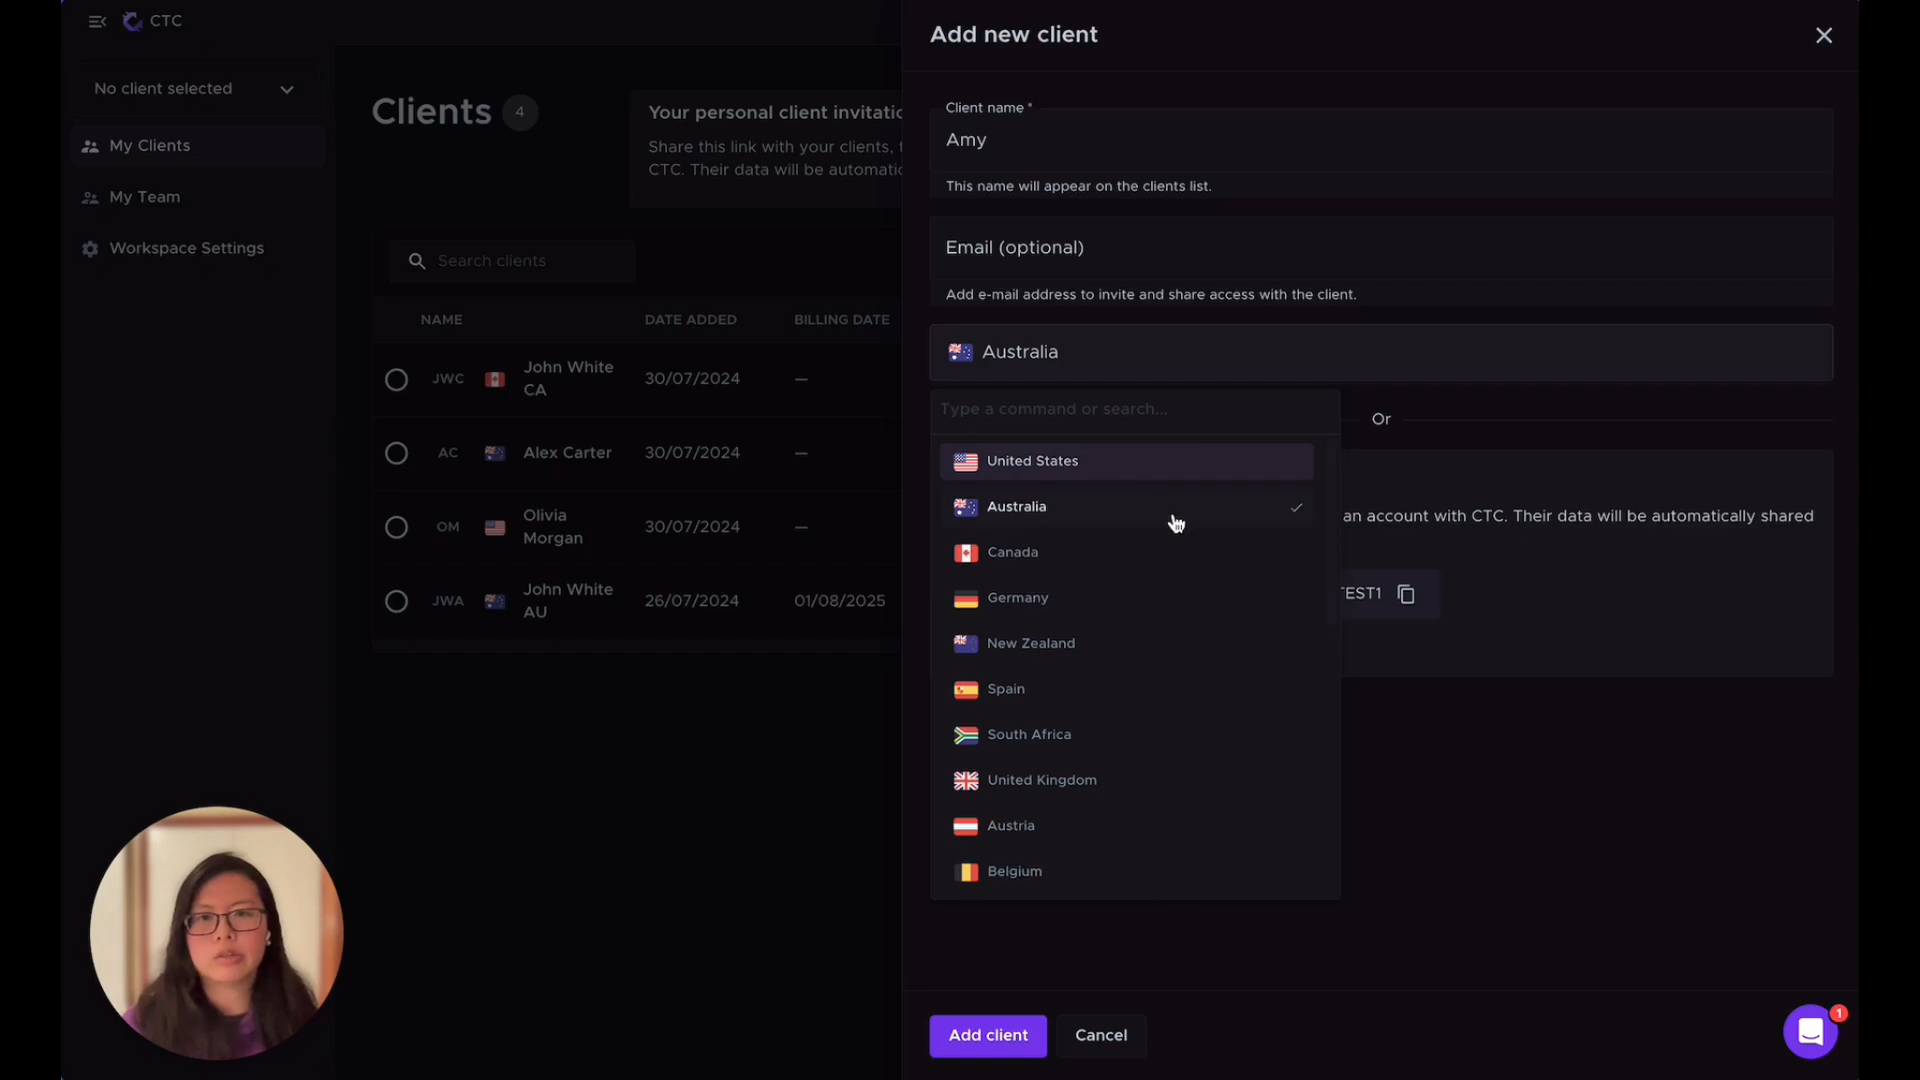 CTC
No client selected
My Clients
My Team
Workspace Settings
Clients 4
Your personal client invitatio
Share this link with your clients, t
CTC. Their data will be automatic
Search clients
NAME DATE ADDED BILLING DATE
JWC John White CA 30/07/2024 —
AC Alex Carter 30/07/2024 —
OM Olivia Morgan 30/07/2024 —
JWA John White AU 26/07/2024 01/08/2025
Add new client
Client name *
Amy
This name will appear on the clients list.
Email (optional)
Add e-mail address to invite and share access with the client.
Australia
Type a command or search...
Or
United States
Australia
Canada
Germany
New Zealand
Spain
South Africa
United Kingdom
Austria
Belgium
an account with CTC. Their data will be automatically shared
TEST1
Add client
Cancel
1